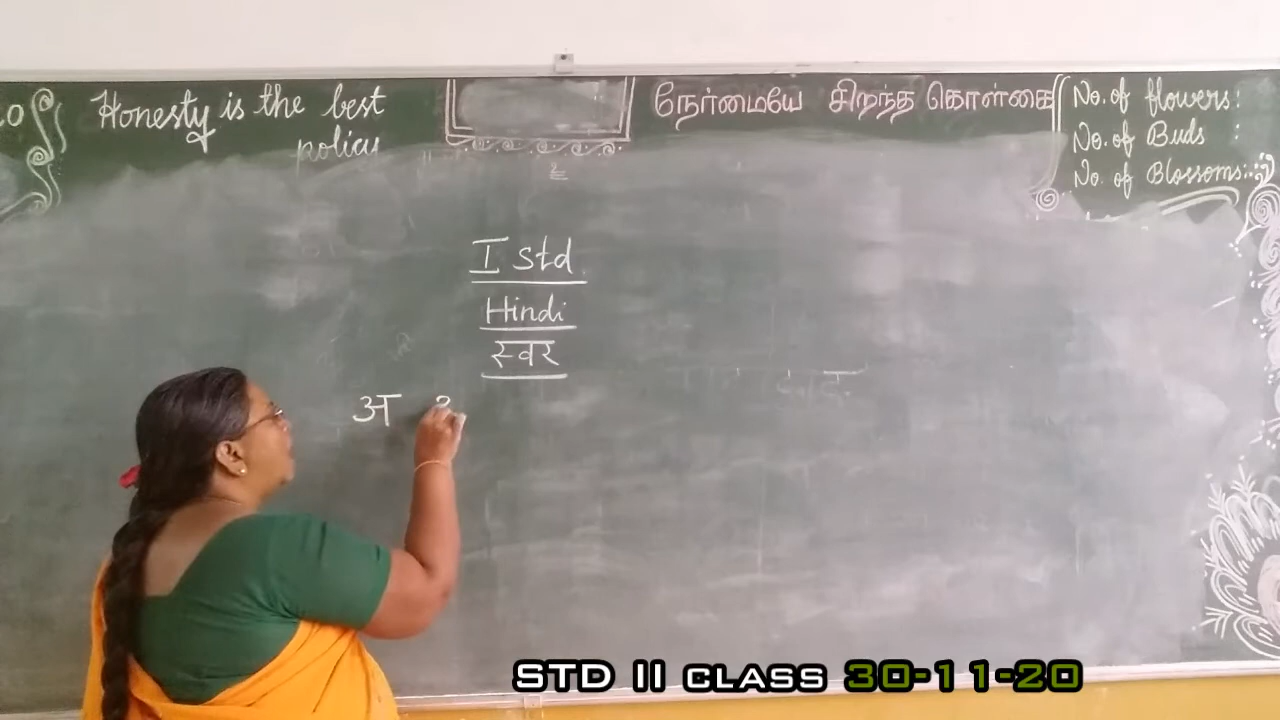 Honesty is the best
policy
நேர்மையே சிறந்த கொள்கை
No. of flowers:
No. of Buds :
No. of Blossoms:
I std
Hindi
स्वर
अ
STD II CLASS 30-11-20